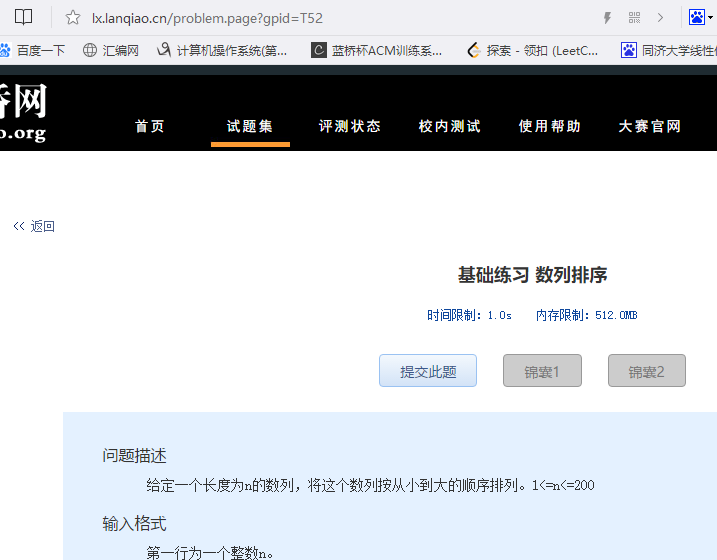 lx.lanqiao.cn/problem.page?gpid=T52
百度一下 汇编网 计算机操作系统(第... 蓝桥杯ACM训练系... 探索 - 领扣 (LeetC... 同济大学线性
桥网
o.org
首页 试题集 评测状态 校内测试 使用帮助 大赛官网
<< 返回
基础练习 数列排序
时间限制：1.0s 内存限制：512.0MB
提交此题 锦囊1 锦囊2
问题描述
给定一个长度为n的数列，将这个数列按从小到大的顺序排列。1<=n<=200
输入格式
第一行为一个整数n。